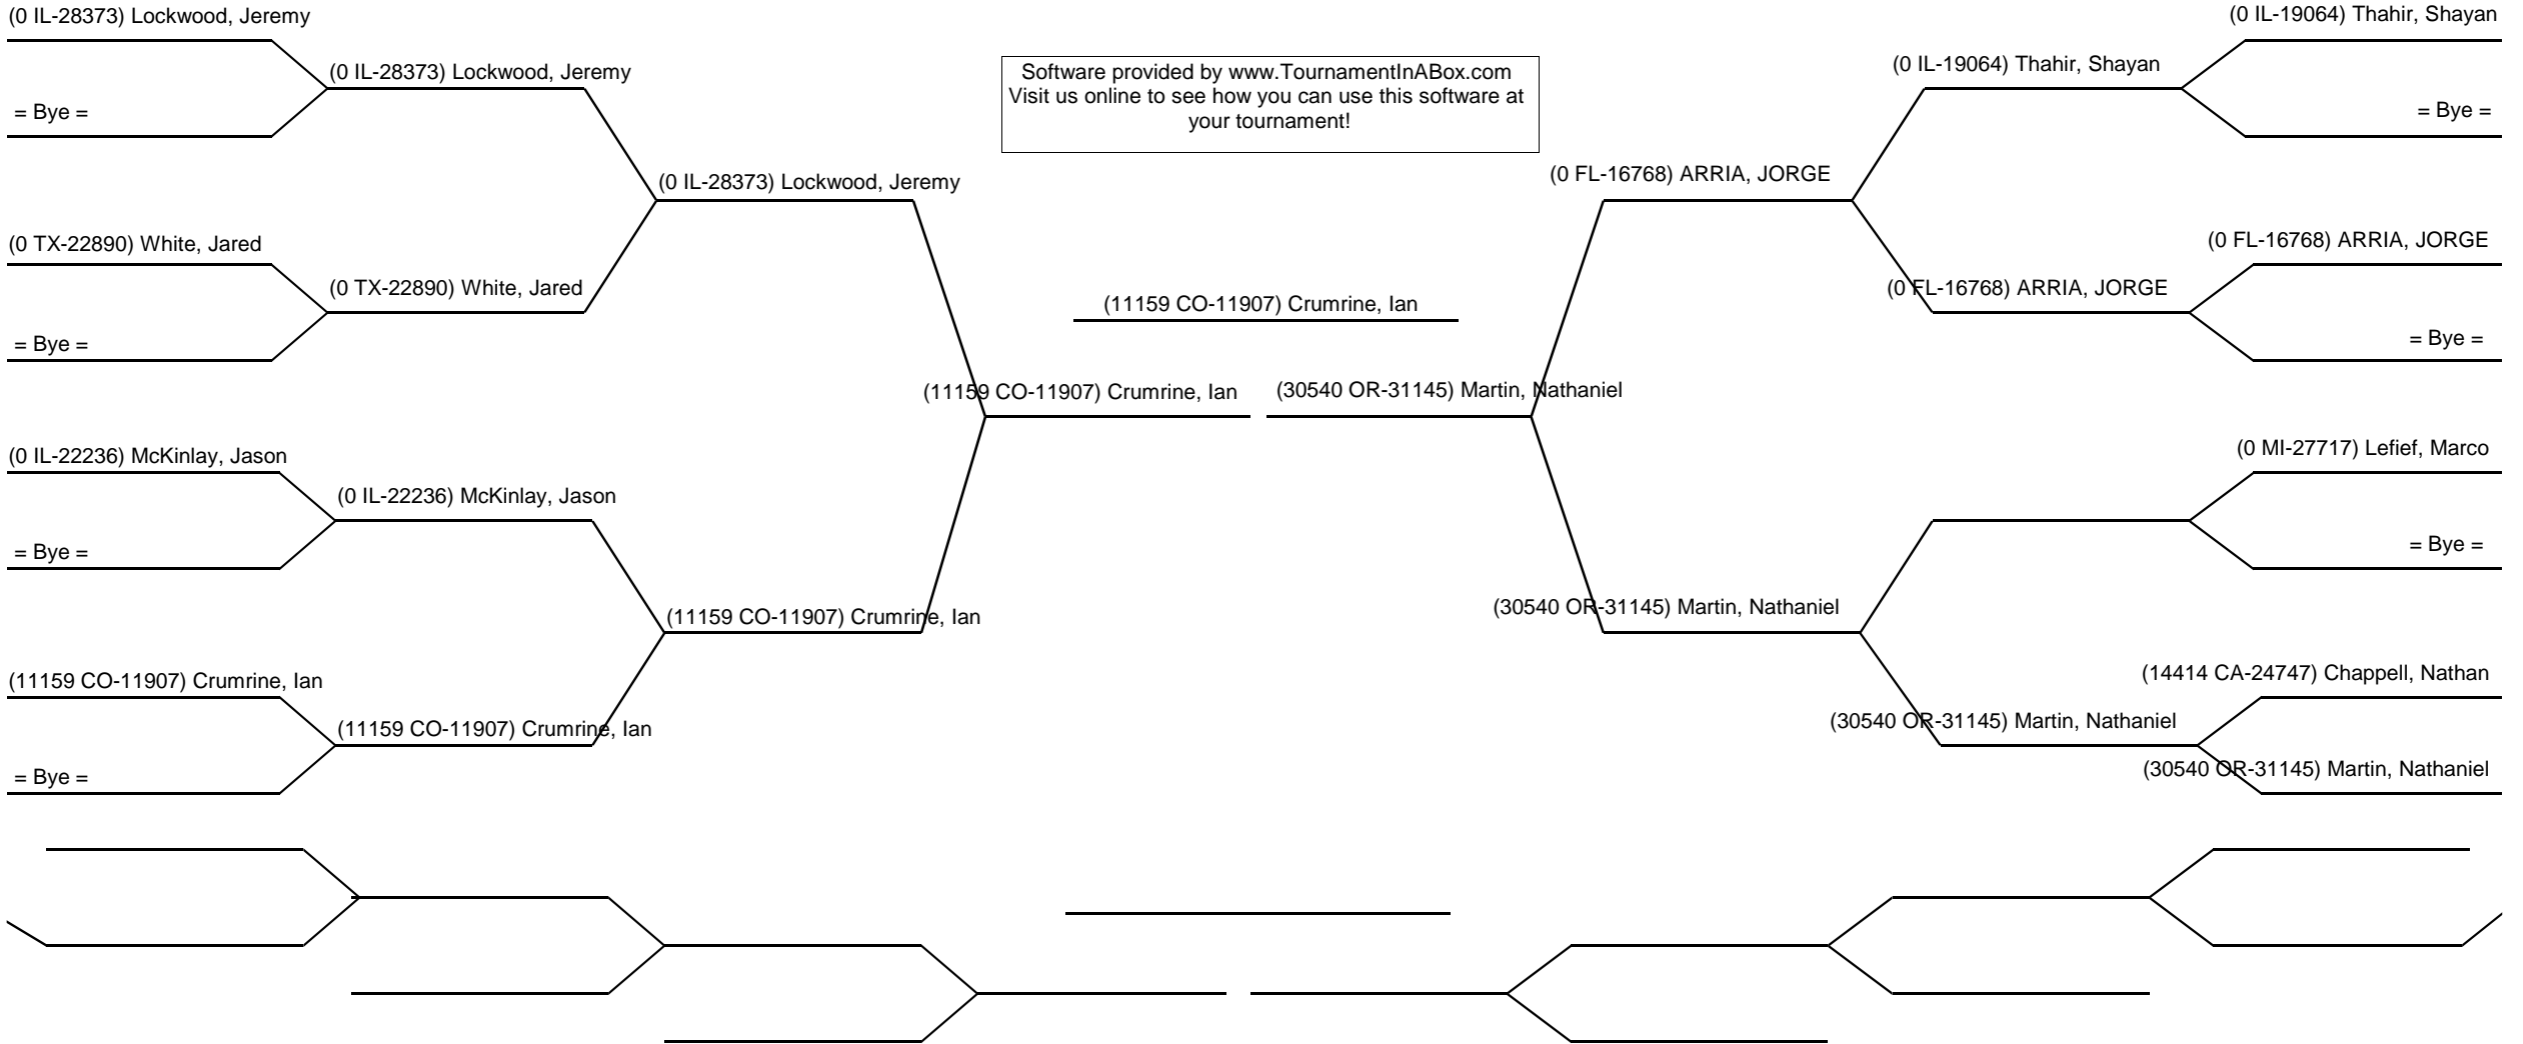 (0 IL-28373) Lockwood, Jeremy
(0 IL-28373) Lockwood, Jeremy
= Bye =
(0 IL-28373) Lockwood, Jeremy
(0 TX-22890) White, Jared
(0 TX-22890) White, Jared
= Bye =
(11159 CO-11907) Crumrine, Ian
(0 IL-22236) McKinlay, Jason
(0 IL-22236) McKinlay, Jason
= Bye =
(11159 CO-11907) Crumrine, Ian
(11159 CO-11907) Crumrine, Ian
(11159 CO-11907) Crumrine, Ian
= Bye =
Software provided by www.TournamentInABox.com
Visit us online to see how you can use this software at
your tournament!
(11159 CO-11907) Crumrine, Ian
(0 IL-19064) Thahir, Shayan
(0 IL-19064) Thahir, Shayan
= Bye =
(0 FL-16768) ARRIA, JORGE
(0 FL-16768) ARRIA, JORGE
(0 FL-16768) ARRIA, JORGE
= Bye =
(30540 OR-31145) Martin, Nathaniel
(0 MI-27717) Lefief, Marco
= Bye =
(30540 OR-31145) Martin, Nathaniel
(14414 CA-24747) Chappell, Nathan
(30540 OR-31145) Martin, Nathaniel
(30540 OR-31145) Martin, Nathaniel